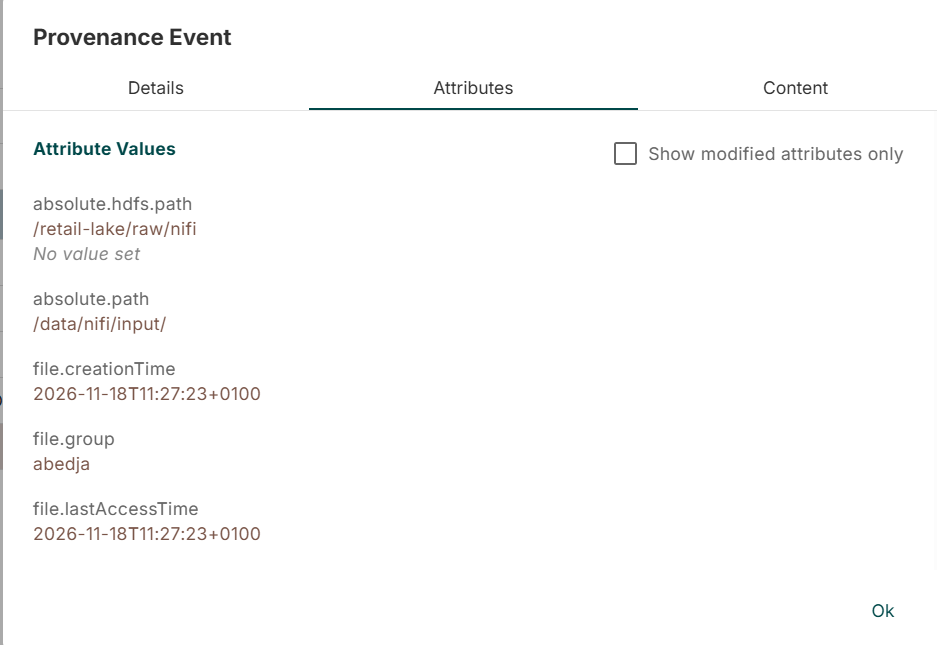 Provenance Event
Details
Attributes
Content
Attribute Values
Show modified attributes only
absolute.hdfs.path
/retail-lake/raw/nifi
No value set
absolute.path
/data/nifi/input/
file.creationTime
2026-11-18T11:27:23+0100
file.group
abedja
file.lastAccessTime
2026-11-18T11:27:23+0100
Ok